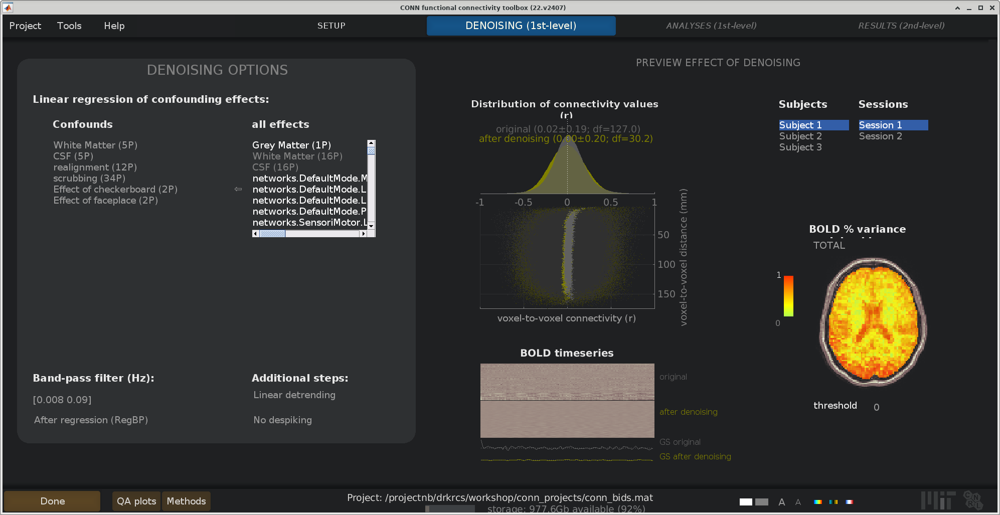 CONN functional connectivity toolbox (22.v2407)
Project Tools Help SETUP DENOISING (1st-level) ANALYSES (1st-level) RESULTS (2nd-level)
DENOISING OPTIONS
Linear regression of confounding effects:
Confounds
White Matter (5P)
CSF (5P)
realignment (12P)
scrubbing (34P)
Effect of checkerboard (2P)
Effect of faceplace (2P)
⇦
all effects
Grey Matter (1P)
White Matter (16P)
CSF (16P)
networks.DefaultMode.M
networks.DefaultMode.L
networks.DefaultMode.L
networks.DefaultMode.P
networks.SensoriMotor.L
Band-pass filter (Hz):
[0.008 0.09]
After regression (RegBP)
Additional steps:
Linear detrending
No despiking
PREVIEW EFFECT OF DENOISING
Distribution of connectivity values
(r)
original (0.02±0.19; df=127.0)
after denoising (0.00±0.20; df=30.2)
-1 -0.5 0 0.5 1
50
100
150
voxel-to-voxel distance (mm)
voxel-to-voxel connectivity (r)
BOLD timeseries
original
after denoising
GS original
GS after denoising
Subjects
Subject 1
Subject 2
Subject 3
Sessions
Session 1
Session 2
BOLD % variance
TOTAL
1
0
threshold 0
Done QA plots Methods
Project: /projectnb/drkrcs/workshop/conn_projects/conn_bids.mat
storage: 977.6Gb available (92%)
A A
MIT
CNRL